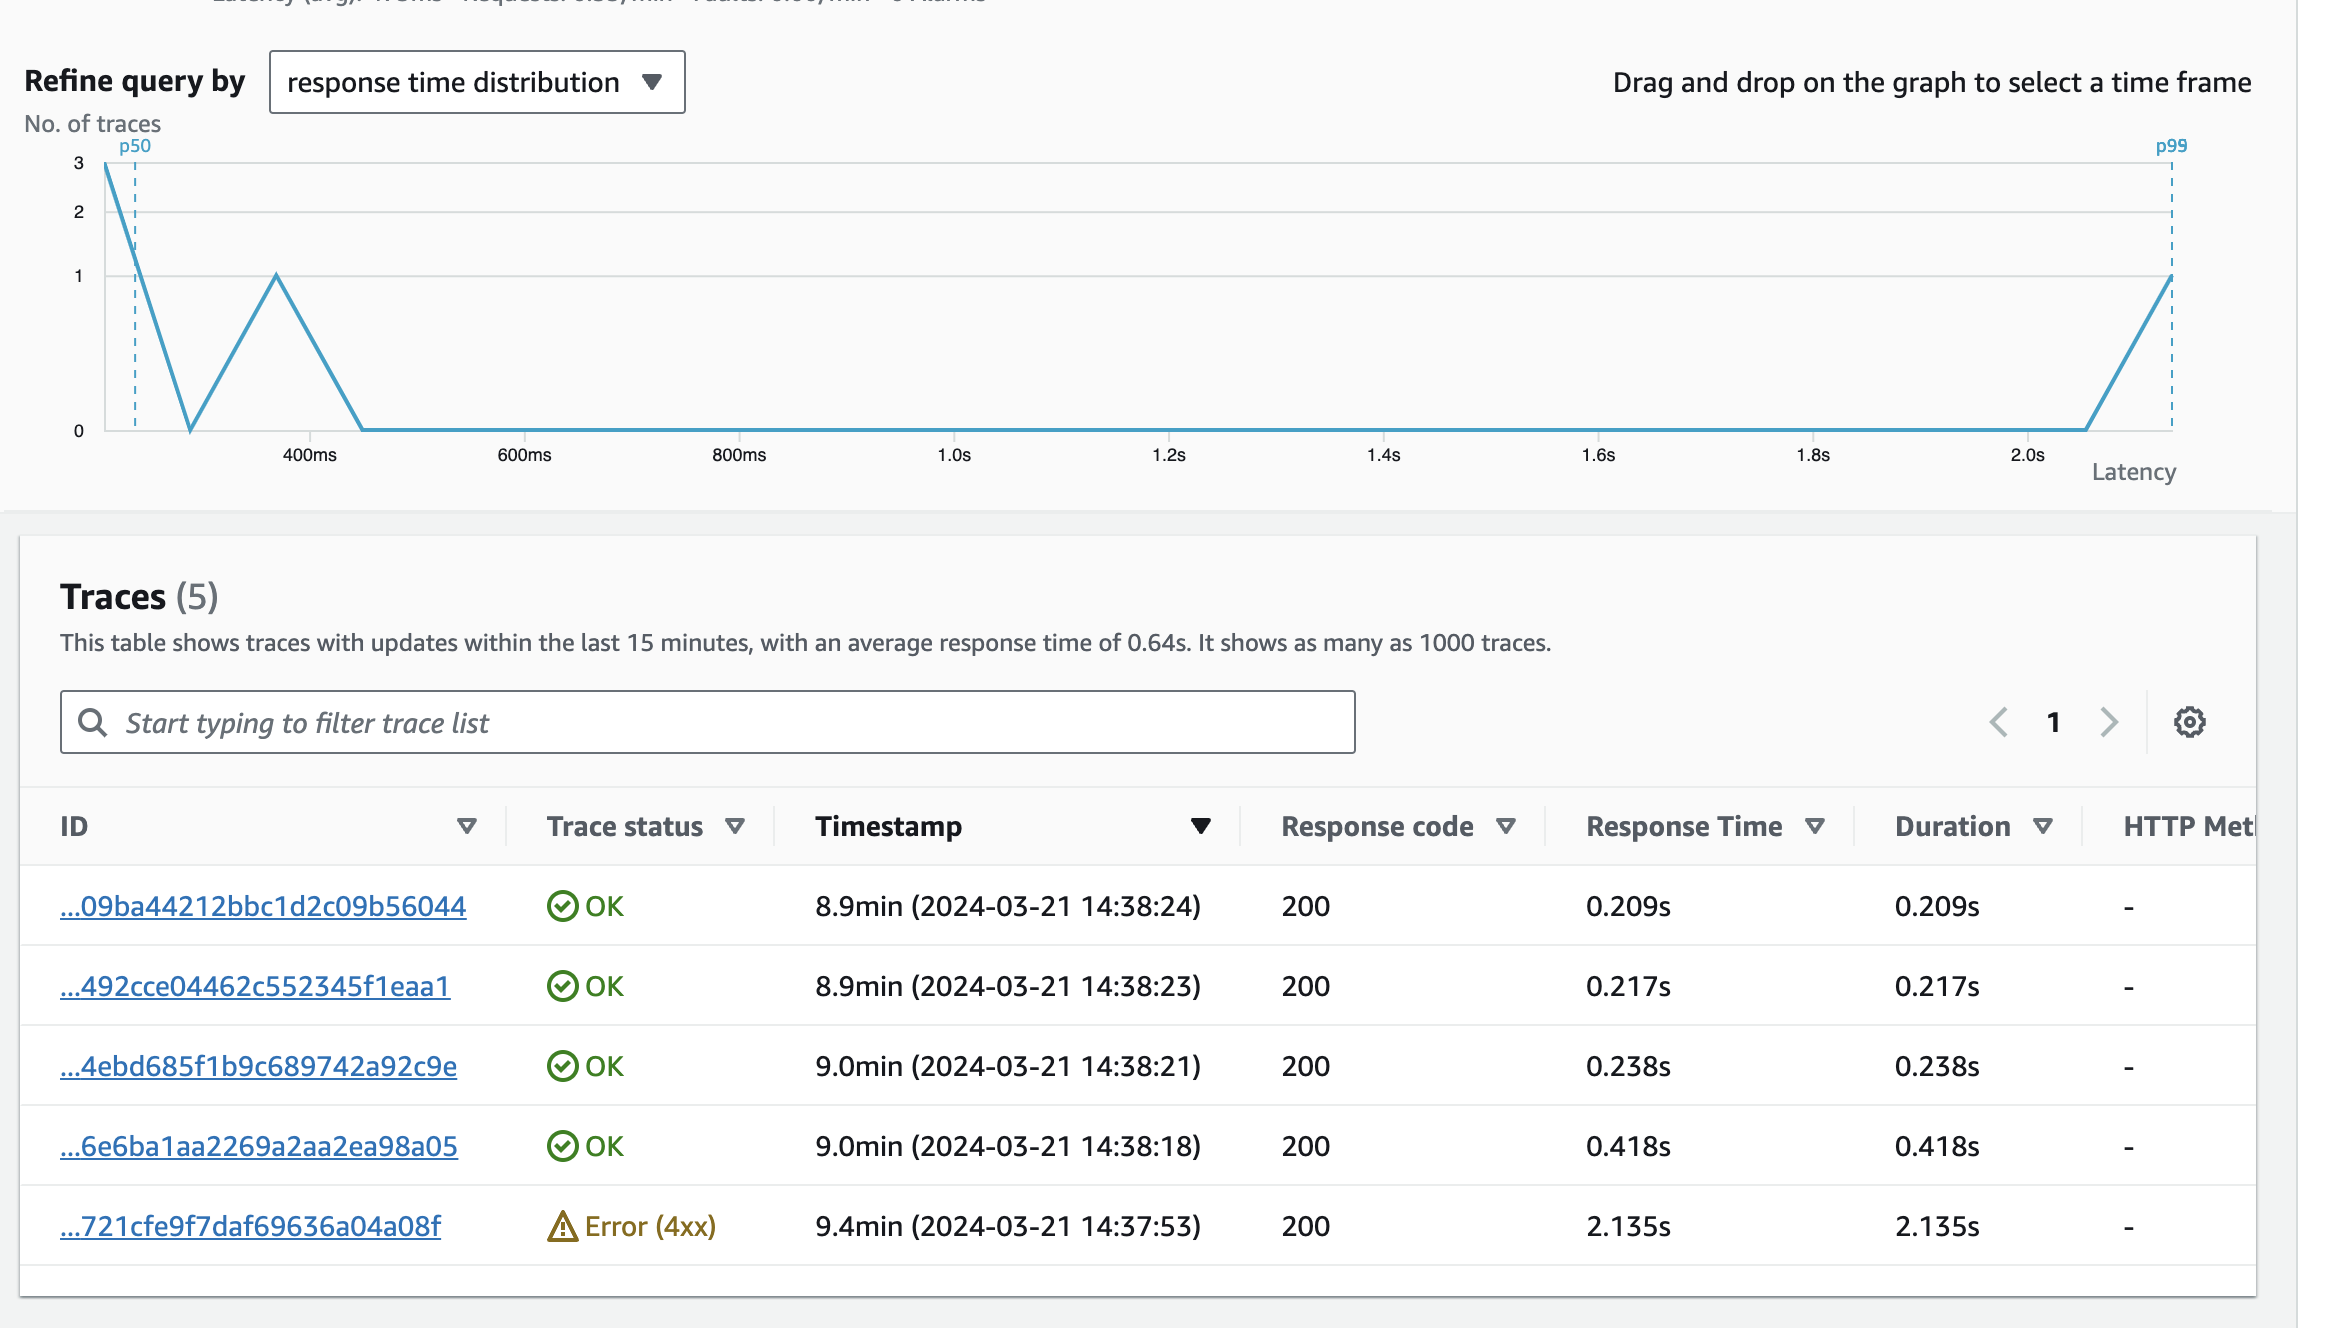 Refine query by response time distribution Drag and drop on the graph to select a time frame
No. of traces
p50 p99
3
2
1
0
400ms 600ms 800ms 1.0s 1.2s 1.4s 1.6s 1.8s 2.0s
Latency
Traces (5)
This table shows traces with updates within the last 15 minutes, with an average response time of 0.64s. It shows as many as 1000 traces.
Start typing to filter trace list 1
ID Trace status Timestamp Response code Response Time Duration HTTP Met
...09ba44212bbc1d2c09b56044 OK 8.9min (2024-03-21 14:38:24) 200 0.209s 0.209s -
...492cce04462c552345f1eaa1 OK 8.9min (2024-03-21 14:38:23) 200 0.217s 0.217s -
...4ebd685f1b9c689742a92c9e OK 9.0min (2024-03-21 14:38:21) 200 0.238s 0.238s -
...6e6ba1aa2269a2aa2ea98a05 OK 9.0min (2024-03-21 14:38:18) 200 0.418s 0.418s -
...721cfe9f7daf69636a04a08f Error (4xx) 9.4min (2024-03-21 14:37:53) 200 2.135s 2.135s -